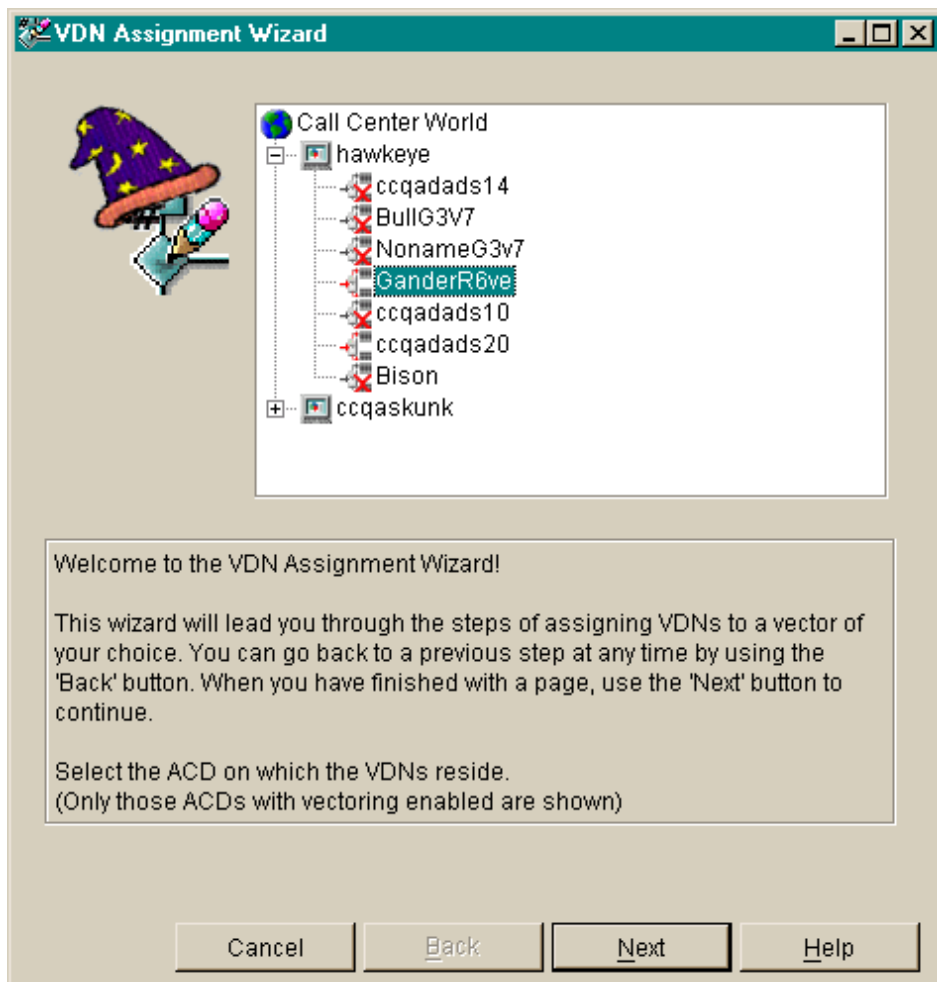 VDN Assignment Wizard
Call Center World
hawkeye
ccqadads14
BullG3V7
NonameG3v7
GanderR6ve
ccqadads10
ccqadads20
Bison
ccqaskunk
Welcome to the VDN Assignment Wizard!
This wizard will lead you through the steps of assigning VDNs to a vector of
your choice. You can go back to a previous step at any time by using the
'Back' button. When you have finished with a page, use the 'Next' button to
continue.
Select the ACD on which the VDNs reside.
(Only those ACDs with vectoring enabled are shown)
Cancel Back Next Help